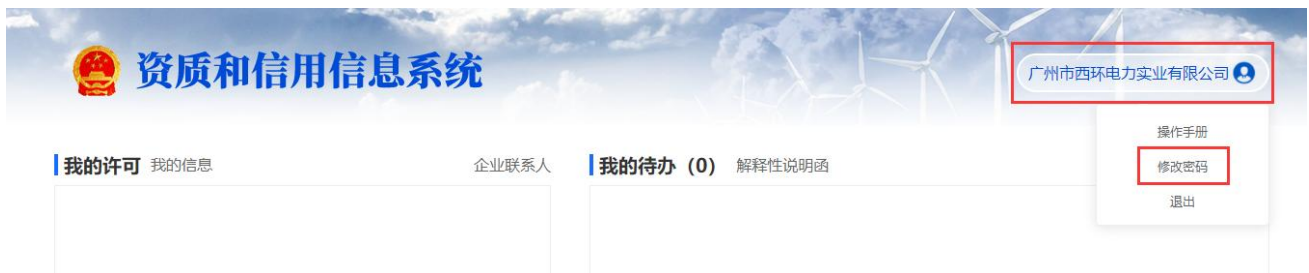 资质和信用信息系统
广州市西环电力实业有限公司
操作手册
修改密码
退出
我的许可 我的信息 企业联系人
我的待办（0） 解释性说明函